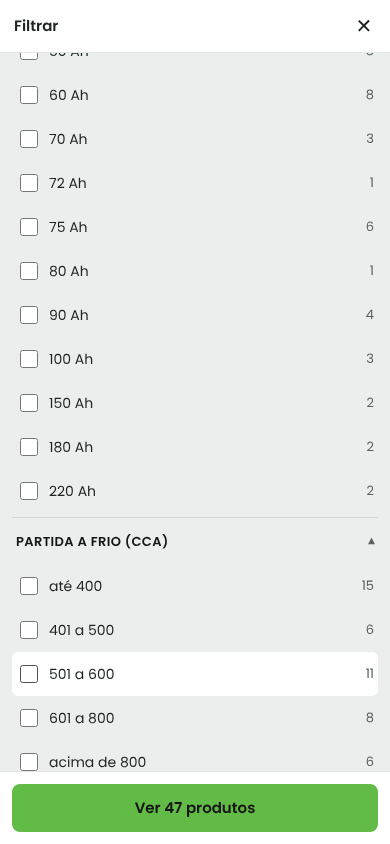 Filtrar ✕
60 Ah 8
70 Ah 3
72 Ah 1
75 Ah 6
80 Ah 1
90 Ah 4
100 Ah 3
150 Ah 2
180 Ah 2
220 Ah 2
PARTIDA A FRIO (CCA) ▲
até 400 15
401 a 500 6
501 a 600 11
601 a 800 8
acima de 800 6
Ver 47 produtos